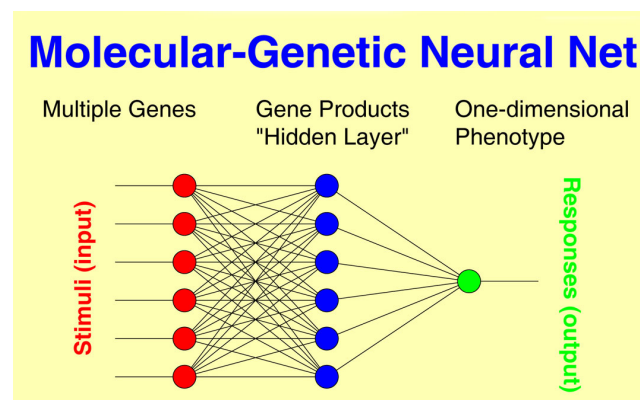 Molecular-Genetic Neural Net
Multiple Genes
Gene Products
"Hidden Layer"
One-dimensional
Phenotype
Stimuli (input)
Responses (output)